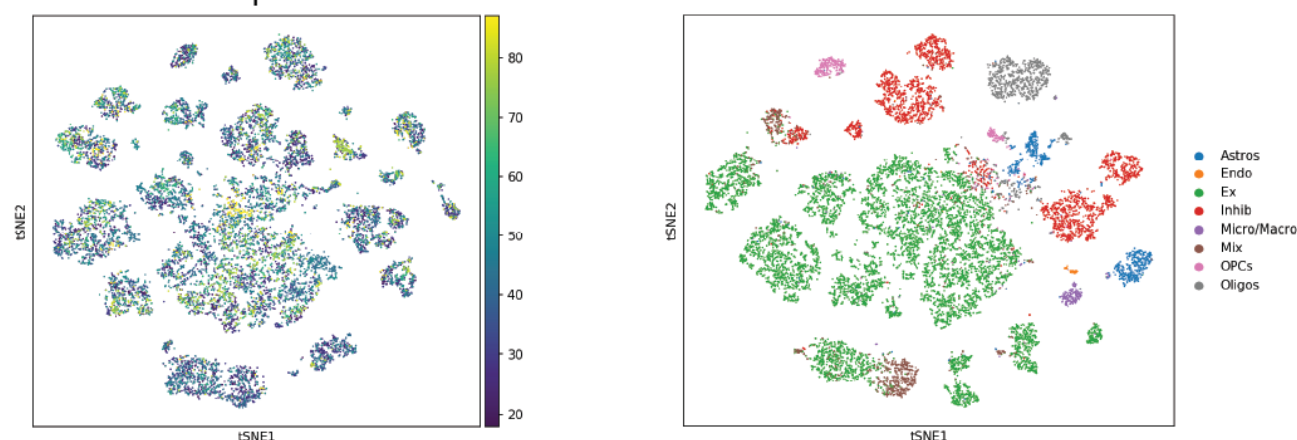 80
70
60
50
40
30
20
tSNE2
tSNE1
tSNE2
tSNE1
Astros
Endo
Ex
Inhib
Micro/Macro
Mix
OPCs
Oligos